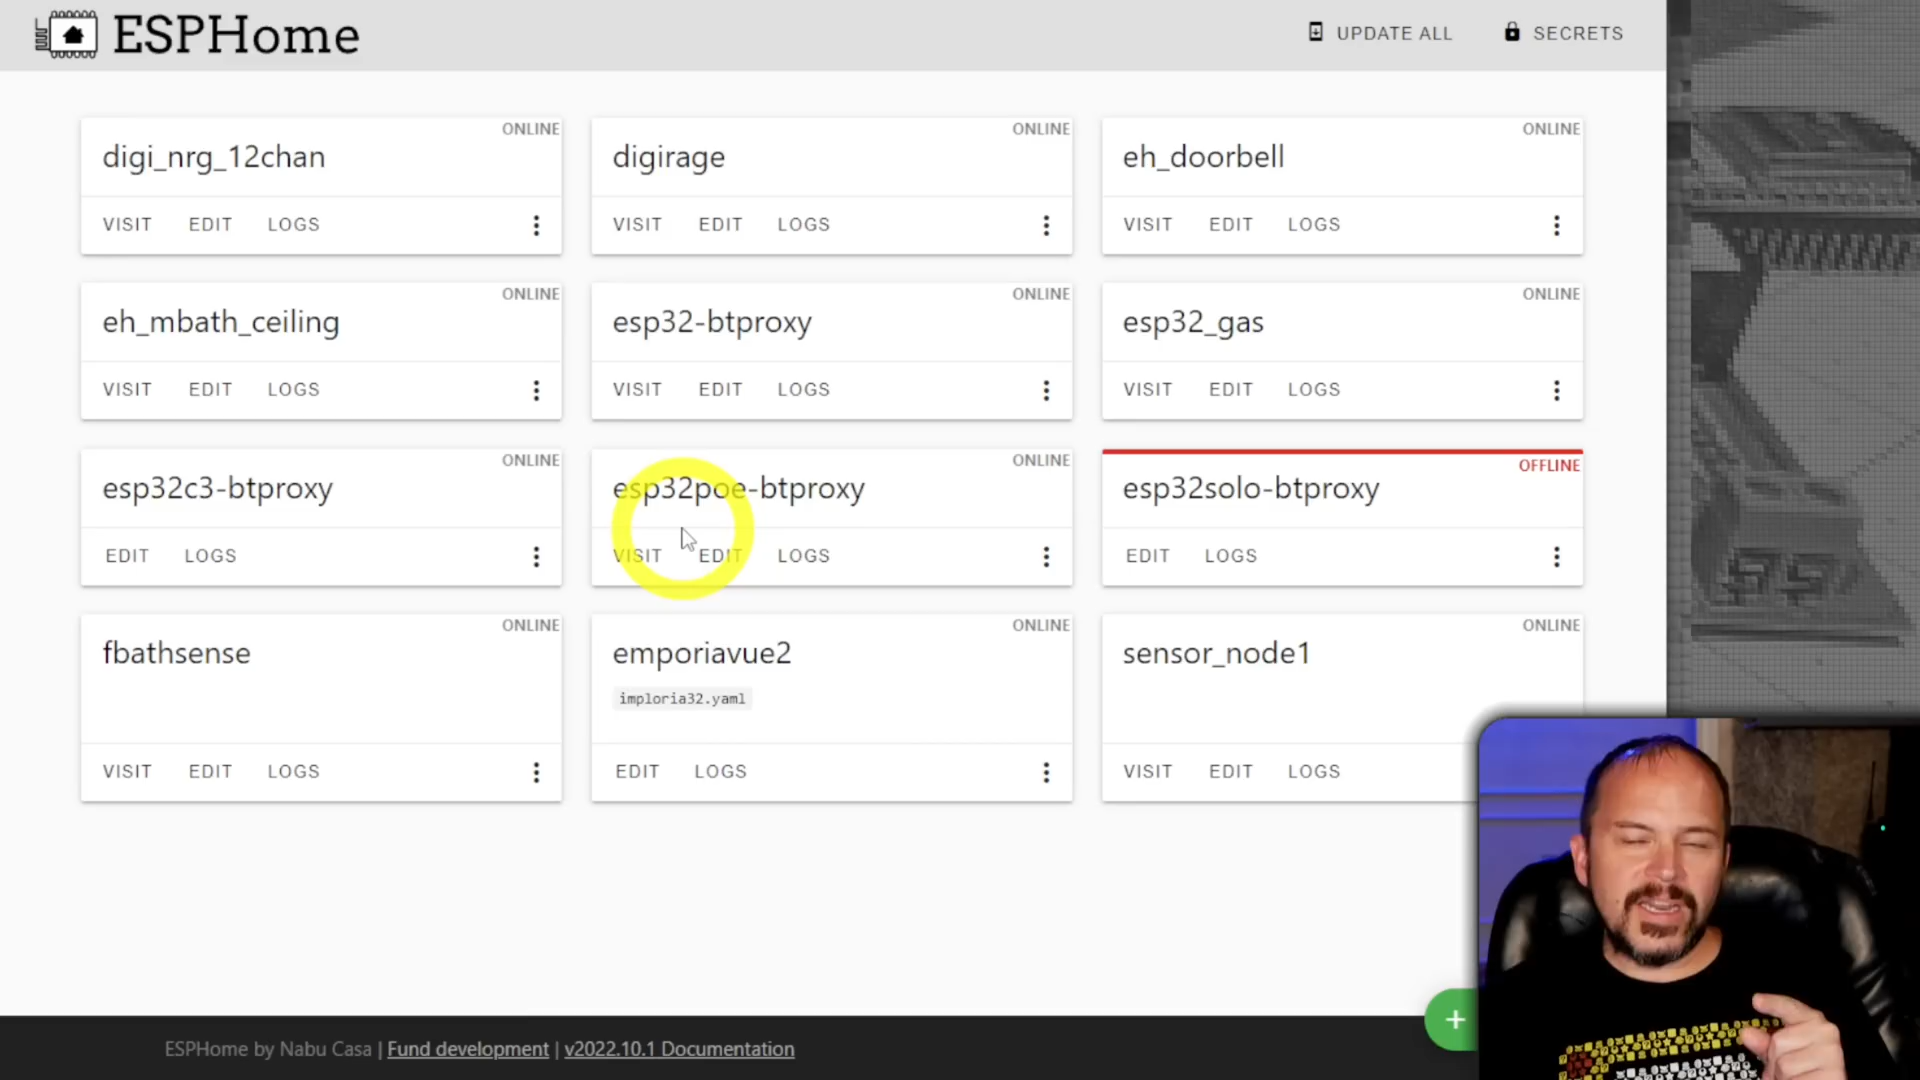 ESPHome
UPDATE ALL
SECRETS
ONLINE
digi_nrg_12chan
VISIT EDIT LOGS
ONLINE
digirage
VISIT EDIT LOGS
ONLINE
eh_doorbell
VISIT EDIT LOGS
ONLINE
eh_mbath_ceiling
VISIT EDIT LOGS
ONLINE
esp32-btproxy
VISIT EDIT LOGS
ONLINE
esp32_gas
VISIT EDIT LOGS
ONLINE
esp32c3-btproxy
EDIT LOGS
ONLINE
esp32poe-btproxy
VISIT EDIT LOGS
OFFLINE
esp32solo-btproxy
EDIT LOGS
ONLINE
fbathsense
VISIT EDIT LOGS
ONLINE
emporiavue2
imploria32.yaml
EDIT LOGS
ONLINE
sensor_node1
VISIT EDIT LOGS
ESPHome by Nabu Casa | Fund development | v2022.10.1 Documentation